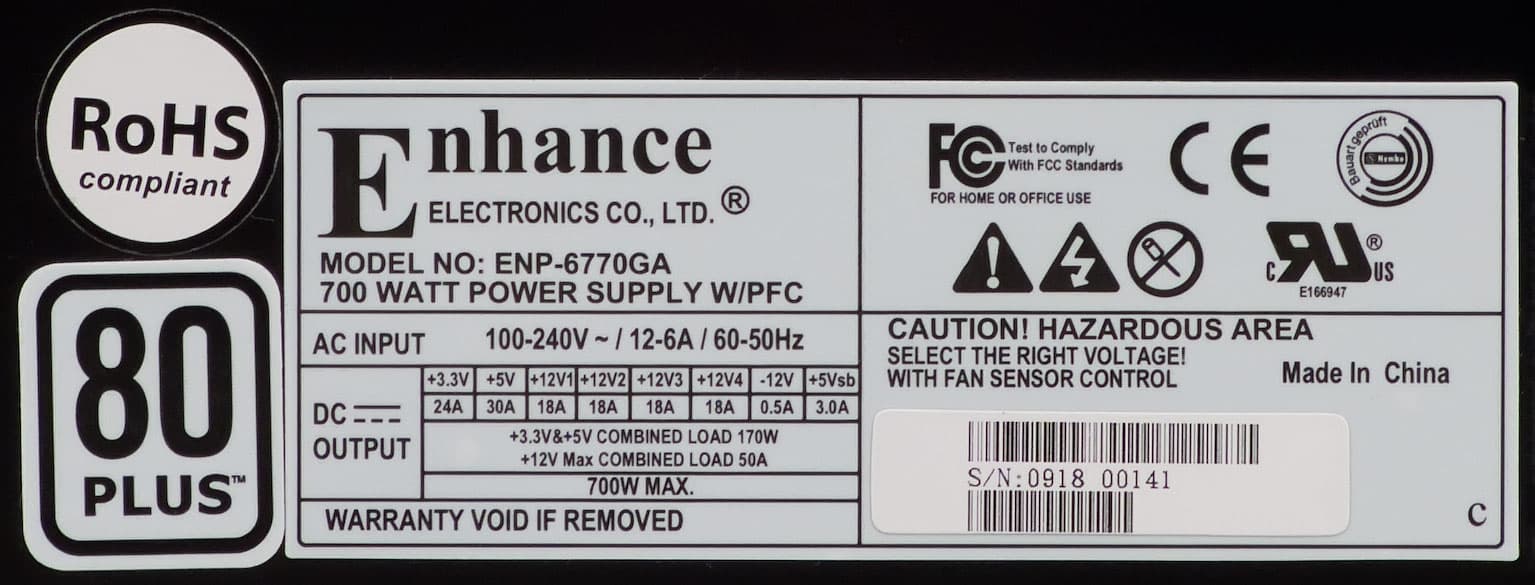 RoHS
compliant
80
PLUS™
Enhance
ELECTRONICS CO., LTD. ®
MODEL NO: ENP-6770GA
700 WATT POWER SUPPLY W/PFC
AC INPUT 100-240V ~ / 12-6A / 60-50Hz
DC OUTPUT
+3.3V +5V +12V1 +12V2 +12V3 +12V4 -12V +5Vsb
24A 30A 18A 18A 18A 18A 0.5A 3.0A
+3.3V&+5V COMBINED LOAD 170W
+12V Max COMBINED LOAD 50A
700W MAX.
WARRANTY VOID IF REMOVED
FC Test to Comply
With FCC Standards
FOR HOME OR OFFICE USE
CE
Bauart geprüft
Nemko
c RU ® US
E166947
CAUTION! HAZARDOUS AREA
SELECT THE RIGHT VOLTAGE!
WITH FAN SENSOR CONTROL
Made In China
S/N:0918 00141
C